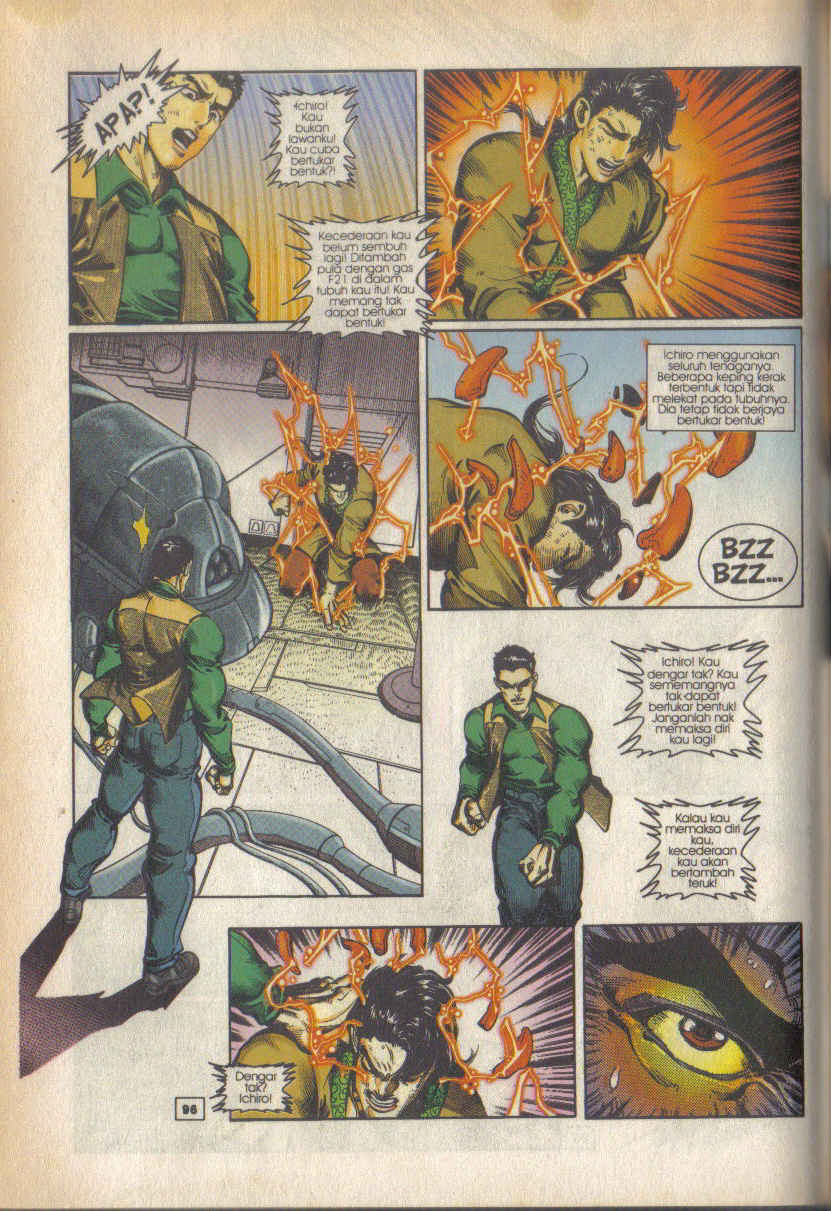 APA?!
Ichiro!
Kau
bukan
lawanku!
Kau cuba
bertukar
bentuk?!
Kecederaan kau
belum sembuh
lagi! Ditambah
pula dengan gas
F21 di dalam
tubuh kau itu! Kau
memang tak
dapat bertukar
bentuk!
Ichiro menggunakan
seluruh tenaganya.
Beberapa keping kerak
terbentuk tapi tidak
melekat pada tubuhnya.
Dia tetap tidak berjaya
bertukar bentuk!
BZZ
BZZ...
Ichiro! Kau
dengar tak? Kau
sememangnya
tak dapat
bertukar bentuk!
Janganlah nak
memaksa diri
kau lagi!
Kalau kau
memaksa diri
kau,
kecederaan
kau akan
bertambah
teruk!
Dengar
tak?
Ichiro!
96